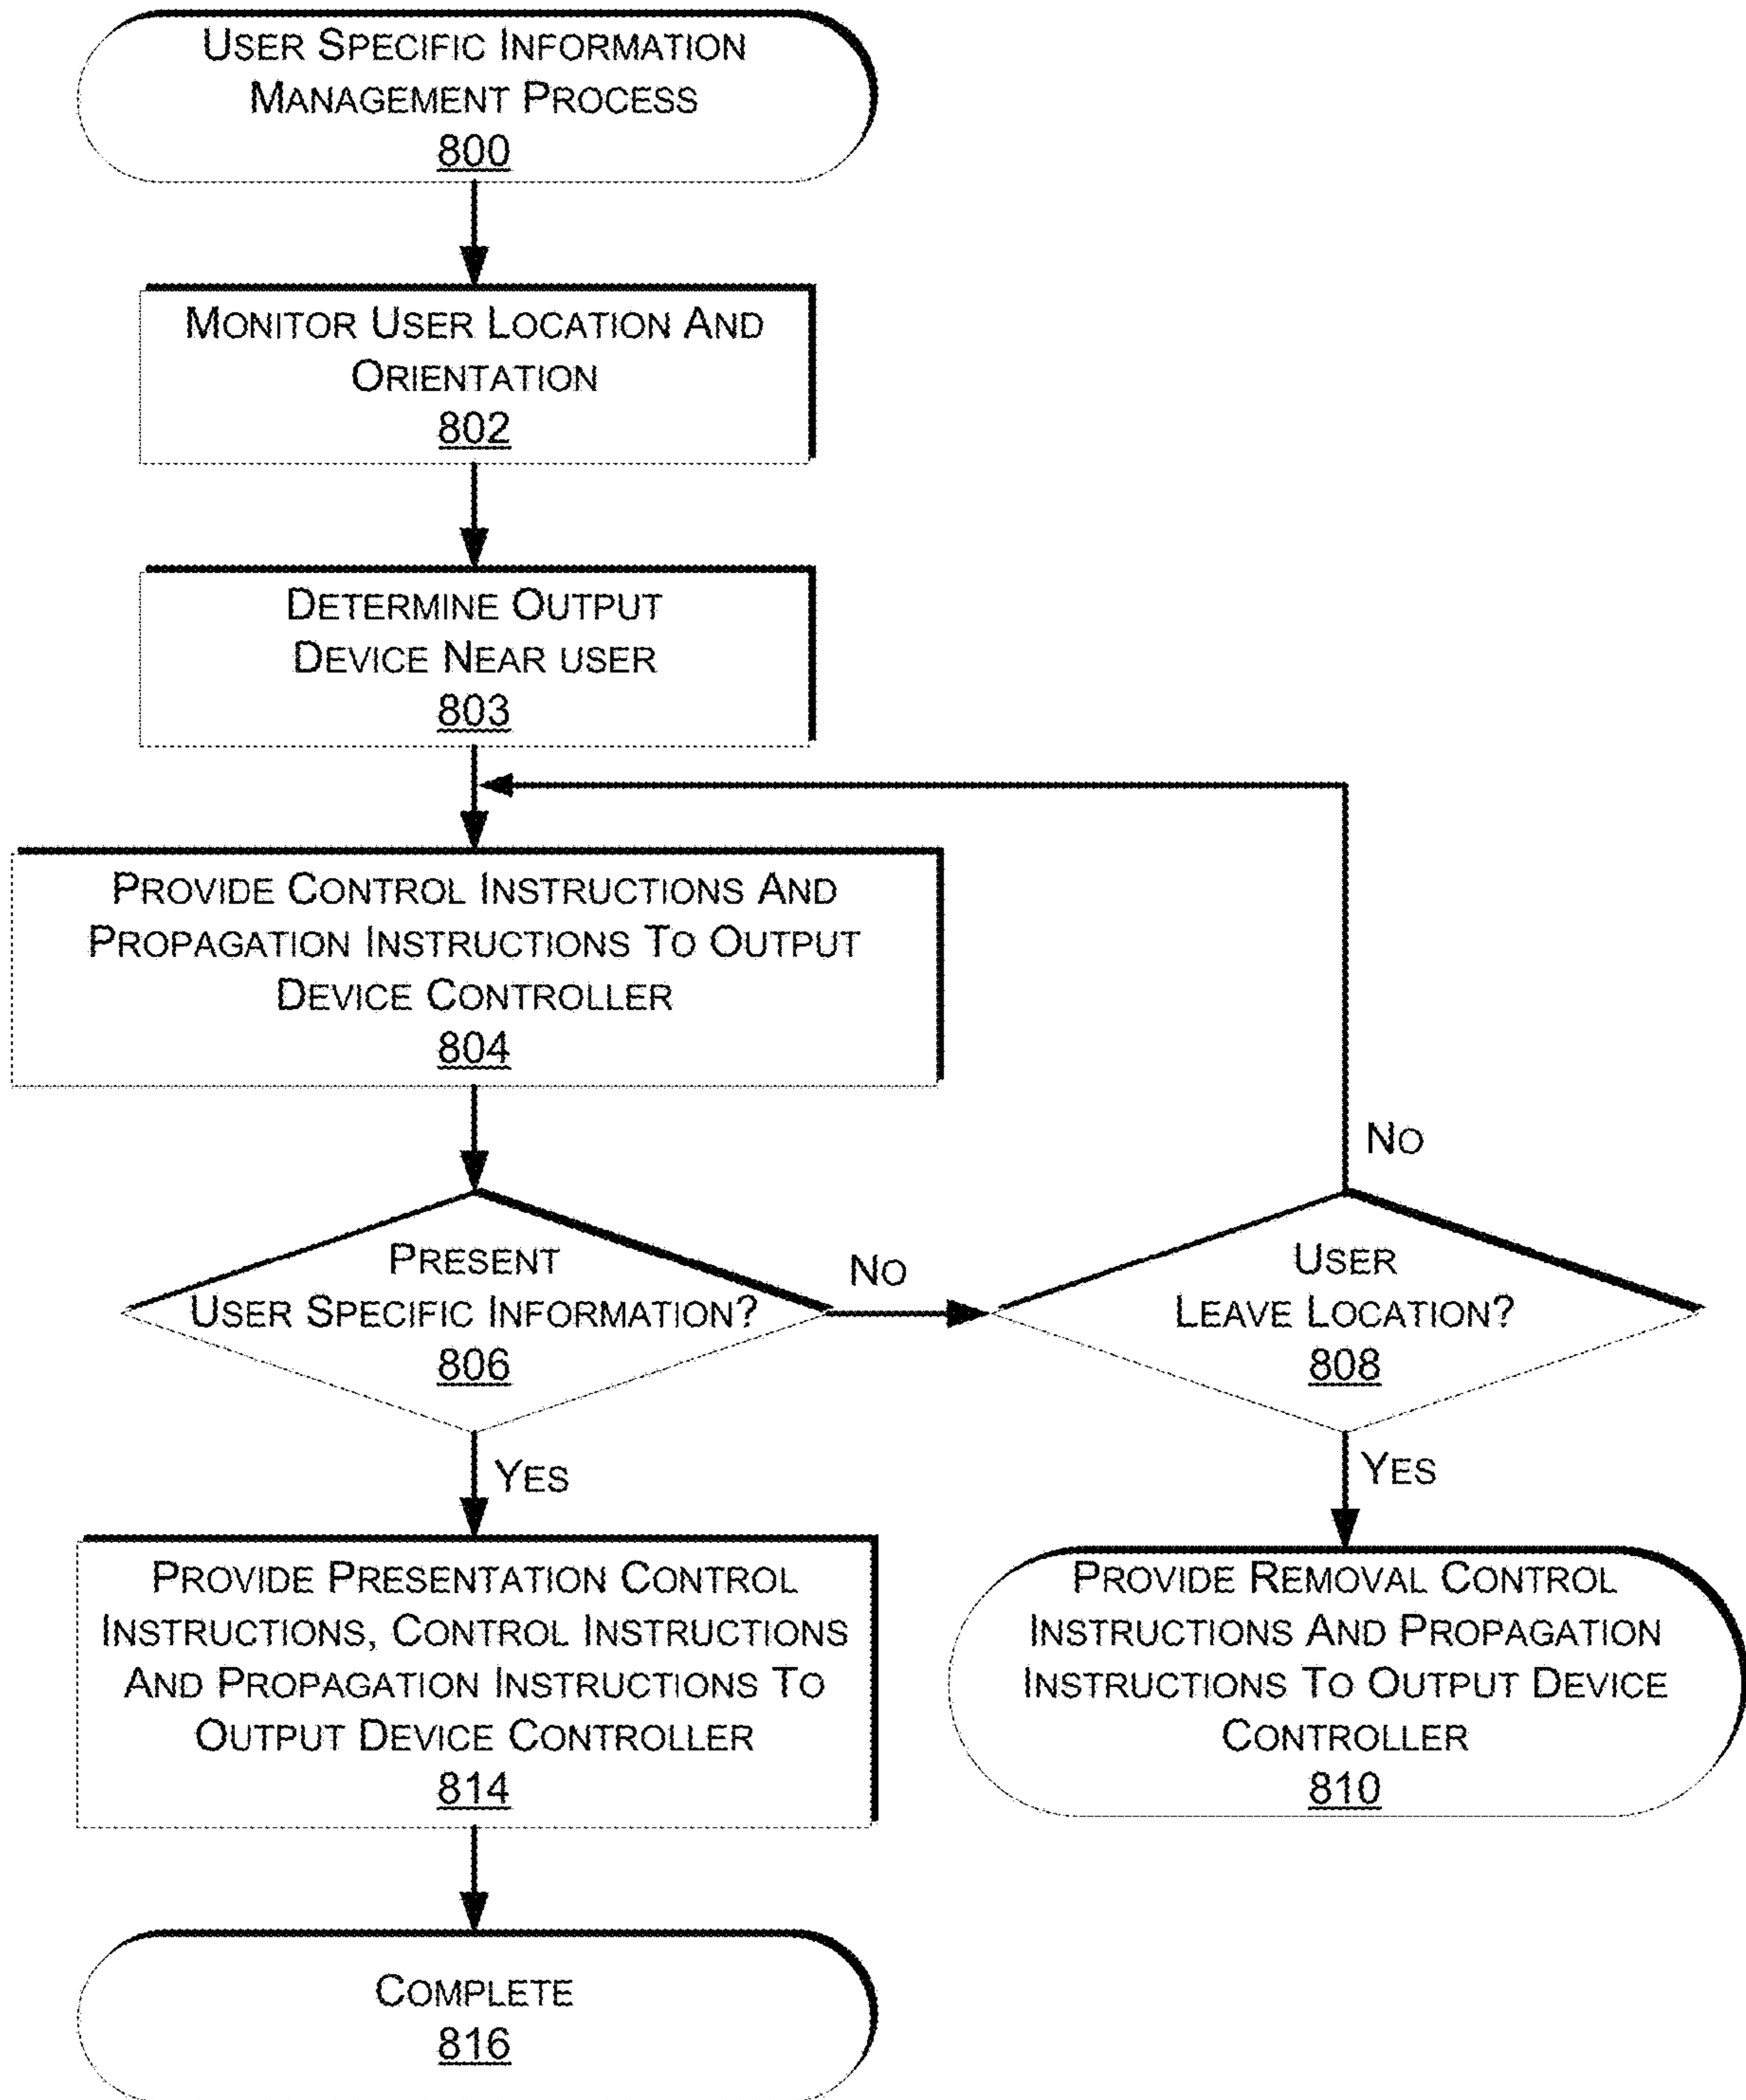 USER SPECIFIC INFORMATION
MANAGEMENT PROCESS
800
MONITOR USER LOCATION AND
ORIENTATION
802
DETERMINE OUTPUT
DEVICE NEAR USER
803
PROVIDE CONTROL INSTRUCTIONS AND
PROPAGATION INSTRUCTIONS TO OUTPUT
DEVICE CONTROLLER
804
NO
PRESENT
USER SPECIFIC INFORMATION?
806
NO
USER
LEAVE LOCATION?
808
YES
YES
PROVIDE PRESENTATION CONTROL
INSTRUCTIONS, CONTROL INSTRUCTIONS
AND PROPAGATION INSTRUCTIONS TO
OUTPUT DEVICE CONTROLLER
814
PROVIDE REMOVAL CONTROL
INSTRUCTIONS AND PROPAGATION
INSTRUCTIONS TO OUTPUT DEVICE
CONTROLLER
810
COMPLETE
816